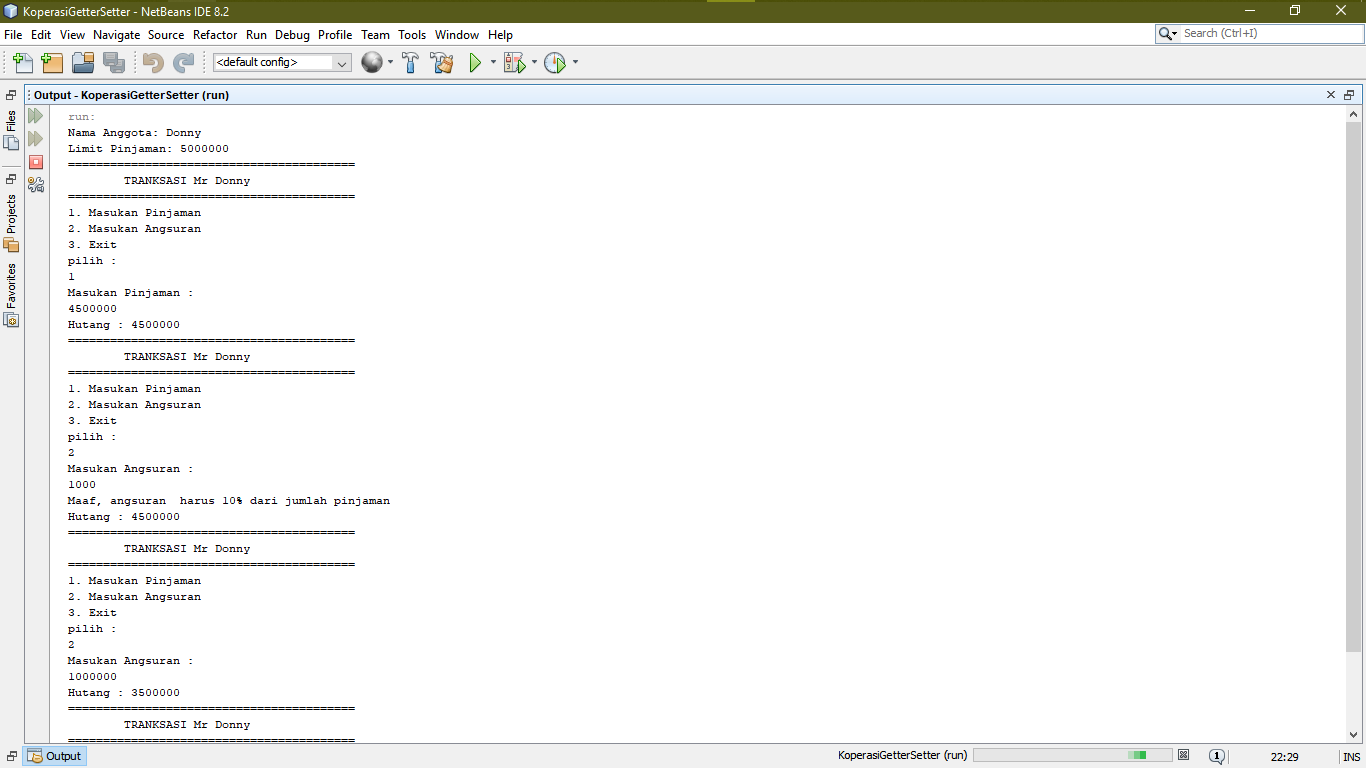 KoperasiGetterSetter - NetBeans IDE 8.2
File Edit View Navigate Source Refactor Run Debug Profile Team Tools Window Help
Search (Ctrl+I)
<default config>
Output - KoperasiGetterSetter (run)
Files
Projects
Favorites
run:
Nama Anggota: Donny
Limit Pinjaman: 5000000
=========================================
TRANKSASI Mr Donny
=========================================
1. Masukan Pinjaman
2. Masukan Angsuran
3. Exit
pilih :
1
Masukan Pinjaman :
4500000
Hutang : 4500000
=========================================
TRANKSASI Mr Donny
=========================================
1. Masukan Pinjaman
2. Masukan Angsuran
3. Exit
pilih :
2
Masukan Angsuran :
1000
Maaf, angsuran  harus 10% dari jumlah pinjaman
Hutang : 4500000
=========================================
TRANKSASI Mr Donny
=========================================
1. Masukan Pinjaman
2. Masukan Angsuran
3. Exit
pilih :
2
Masukan Angsuran :
1000000
Hutang : 3500000
=========================================
TRANKSASI Mr Donny
=========================================
Output
KoperasiGetterSetter (run)
1
22:29
INS